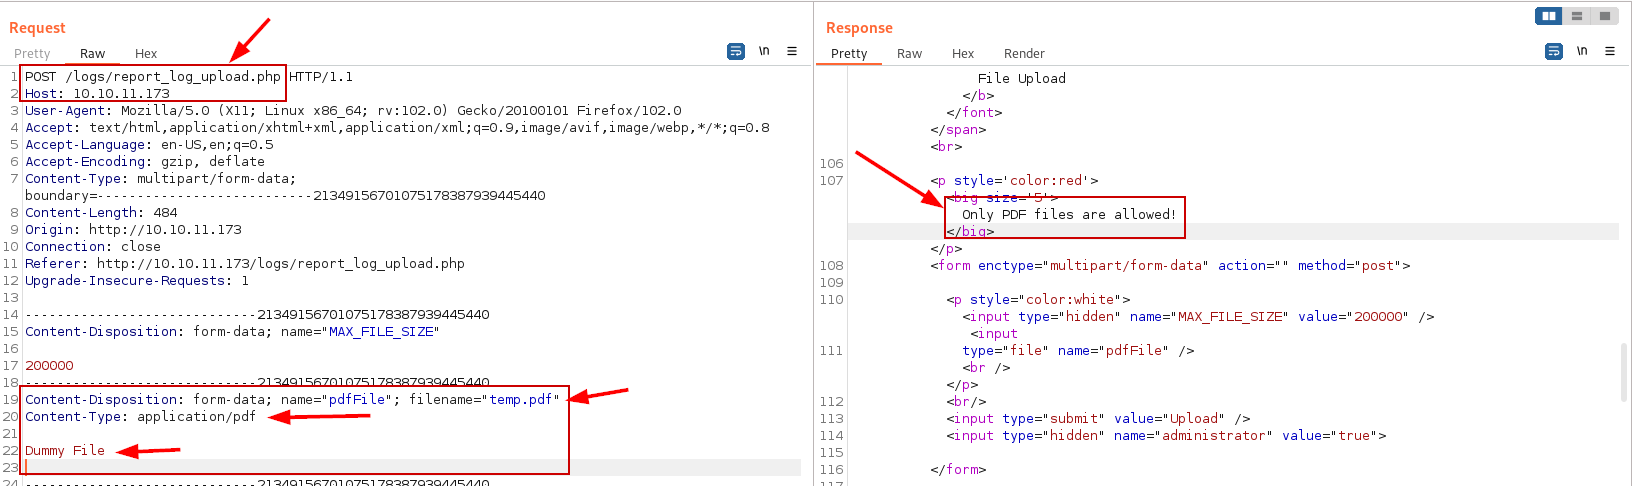 Request
Pretty Raw Hex
\n
1 POST /logs/report_log_upload.php HTTP/1.1
2 Host: 10.10.11.173
3 User-Agent: Mozilla/5.0 (X11; Linux x86_64; rv:102.0) Gecko/20100101 Firefox/102.0
4 Accept: text/html,application/xhtml+xml,application/xml;q=0.9,image/avif,image/webp,*/*;q=0.8
5 Accept-Language: en-US,en;q=0.5
6 Accept-Encoding: gzip, deflate
7 Content-Type: multipart/form-data;
boundary=---------------------------21349156701075178387939445440
8 Content-Length: 484
9 Origin: http://10.10.11.173
10 Connection: close
11 Referer: http://10.10.11.173/logs/report_log_upload.php
12 Upgrade-Insecure-Requests: 1
13
14 -----------------------------21349156701075178387939445440
15 Content-Disposition: form-data; name="MAX_FILE_SIZE"
16
17 200000
18 -----------------------------21349156701075178387939445440
19 Content-Disposition: form-data; name="pdfFile"; filename="temp.pdf"
20 Content-Type: application/pdf
21
22 Dummy File
23
24 -----------------------------21349156701075178387939445440
Response
Pretty Raw Hex Render
\n
File Upload
</b>
</font>
</span>
<br>
106
107 <p style='color:red'>
<big size='5'>
Only PDF files are allowed!
</big>
</p>
108 <form enctype="multipart/form-data" action="" method="post">
109
110 <p style="color:white">
<input type="hidden" name="MAX_FILE_SIZE" value="200000" />
<input
111 type="file" name="pdfFile" />
<br />
</p>
112 <br/>
113 <input type="submit" value="Upload" />
114 <input type="hidden" name="administrator" value="true">
115
116 </form>
117